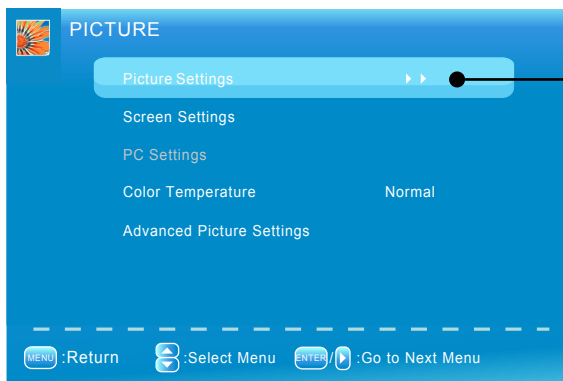 PICTURE
Picture Settings
Screen Settings
PC Settings
Color Temperature Normal
Advanced Picture Settings
MENU :Return :Select Menu ENTER / :Go to Next Menu